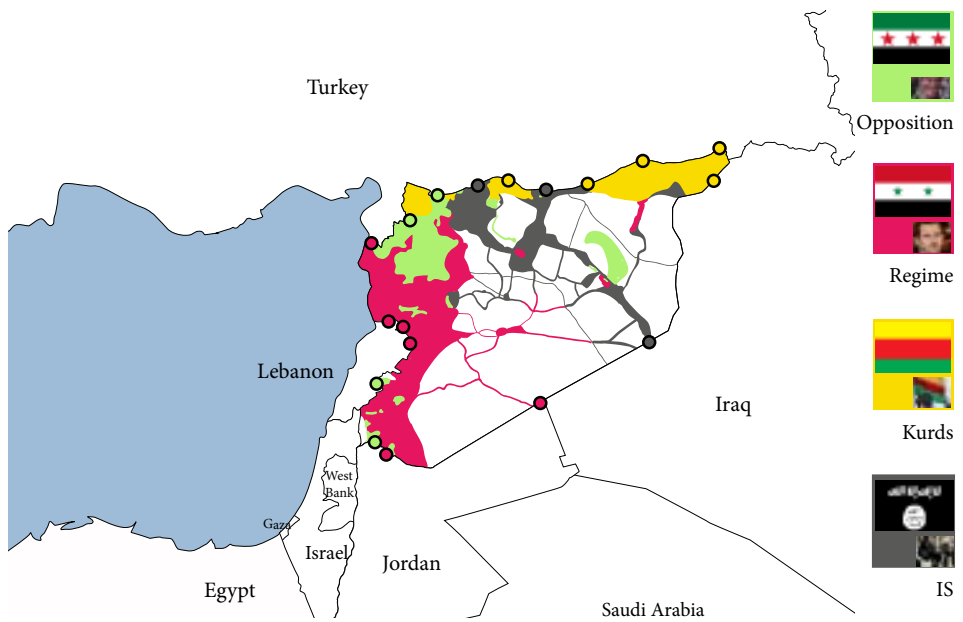 Turkey
Opposition
Regime
Lebanon
Iraq
Kurds
West
Bank
Gaza
Israel
Jordan
Egypt
IS
Saudi Arabia